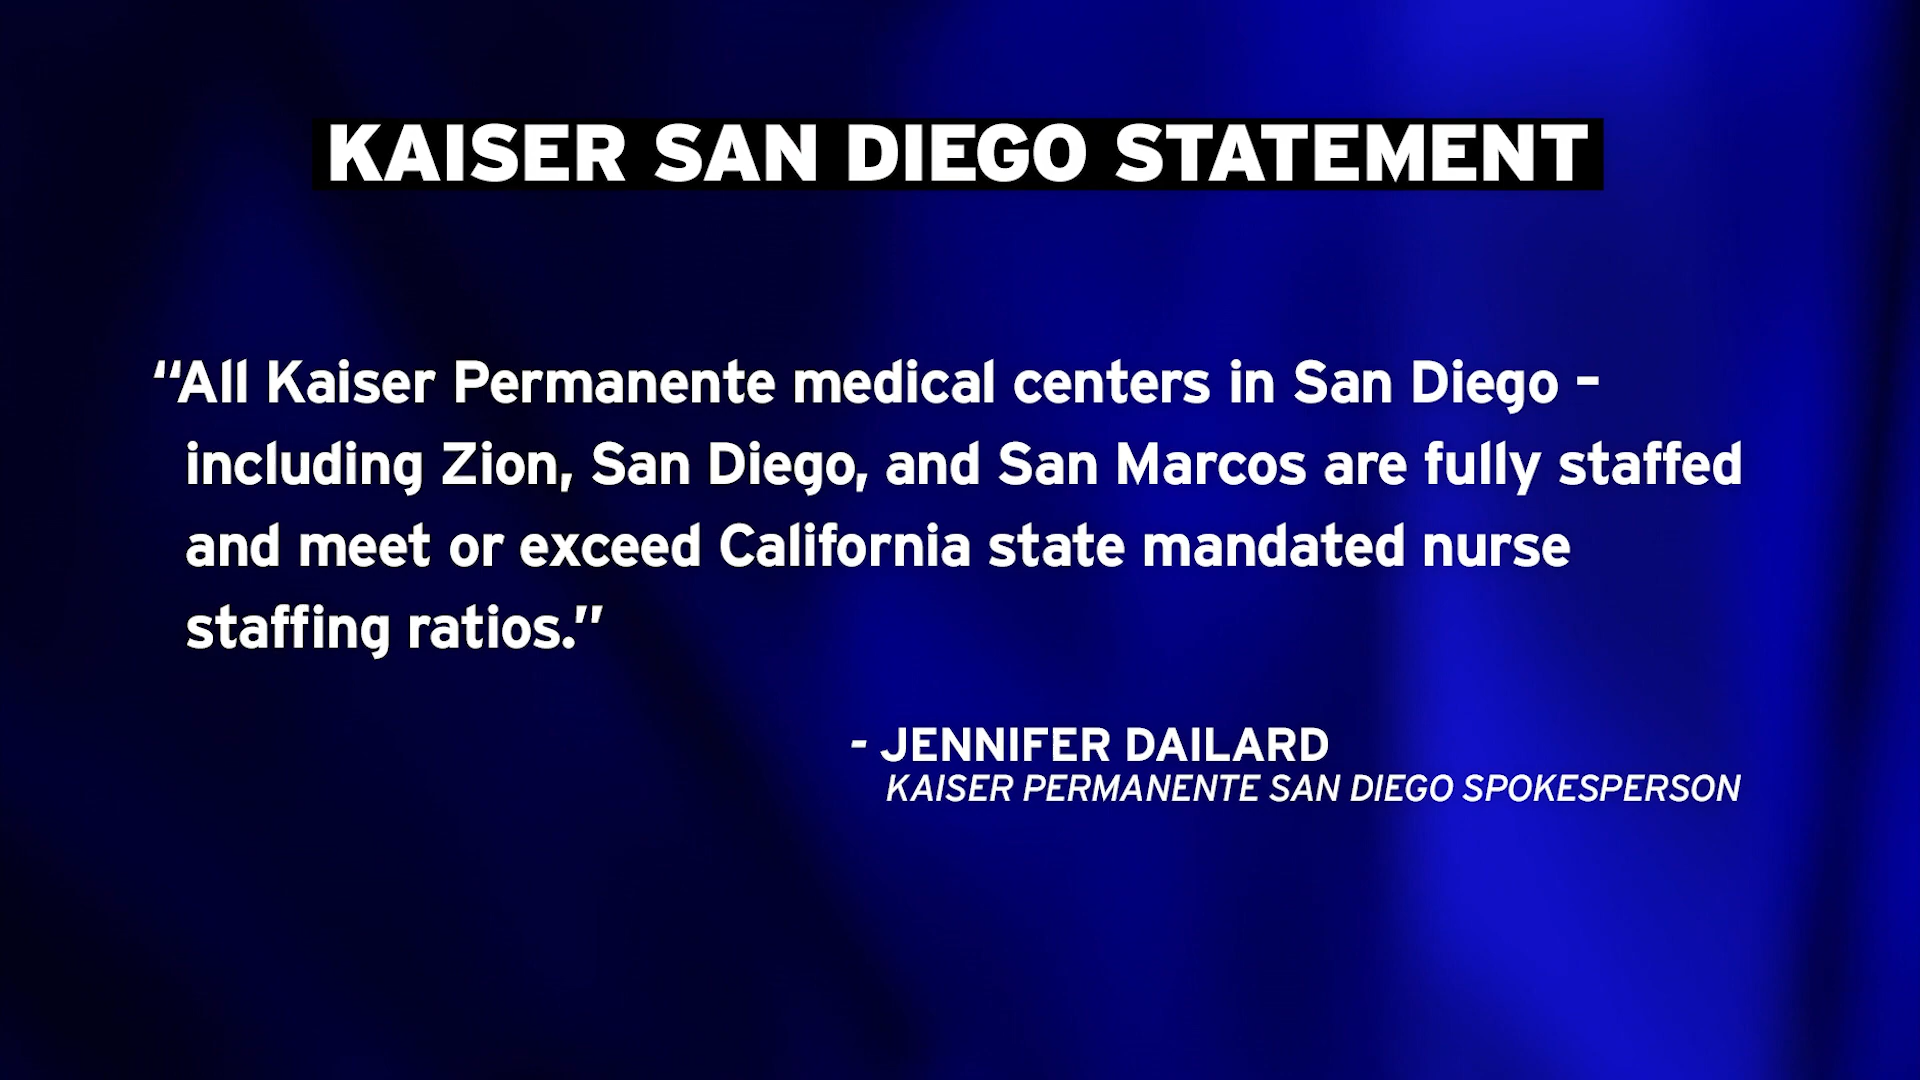 KAISER SAN DIEGO STATEMENT
“All Kaiser Permanente medical centers in San Diego –
including Zion, San Diego, and San Marcos are fully staffed
and meet or exceed California state mandated nurse
staffing ratios.”
- JENNIFER DAILARD
KAISER PERMANENTE SAN DIEGO SPOKESPERSON